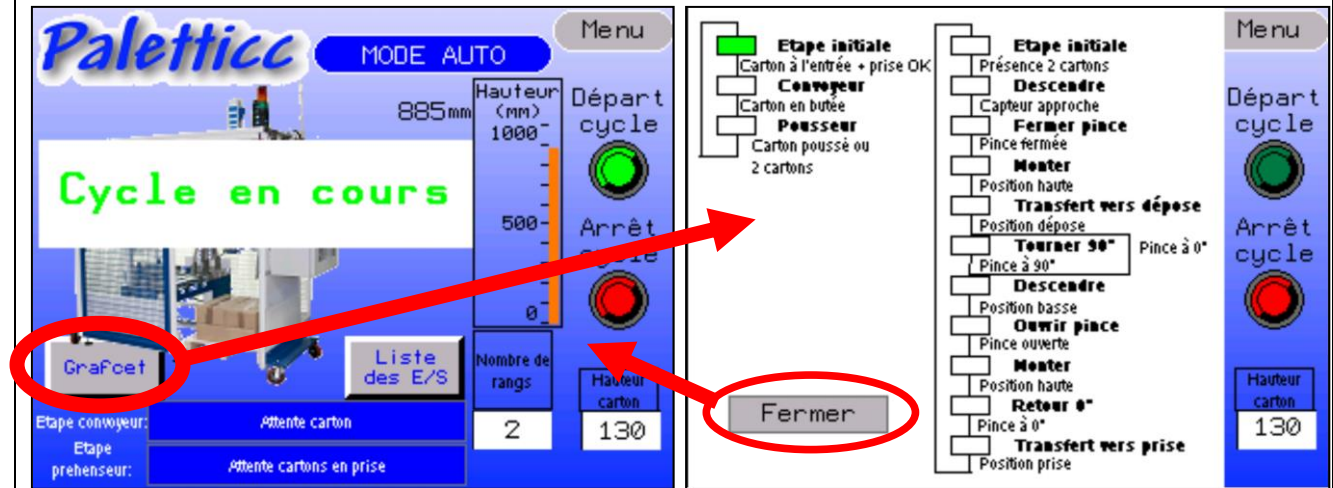 Paletticc
MODE AUTO
Menu
885mm
Hauteur
(mm)
1000
500
0
Départ
cycle
Cycle en cours
Arrêt
cycle
Grafcet
Liste
des E/S
Nombre de
rangs
2
Hauteur
carton
130
Etape convoyeur:
Attente carton
Etape
prehenseur:
Attente cartons en prise
Etape initiale
Carton à l'entrée + prise OK
Convoyeur
Carton en butée
Pousseur
Carton poussé ou
2 cartons
Fermer
Etape initiale
Présence 2 cartons
Descendre
Capteur approche
Fermer pince
Pince fermée
Monter
Position haute
Transfert vers dépose
Position dépose
Tourner 90° Pince à 0°
Pince à 90°
Descendre
Position basse
Ouvrir pince
Pince ouverte
Monter
Position haute
Retour 0°
Pince à 0°
Transfert vers prise
Position prise
Menu
Départ
cycle
Arrêt
cycle
Hauteur
carton
130